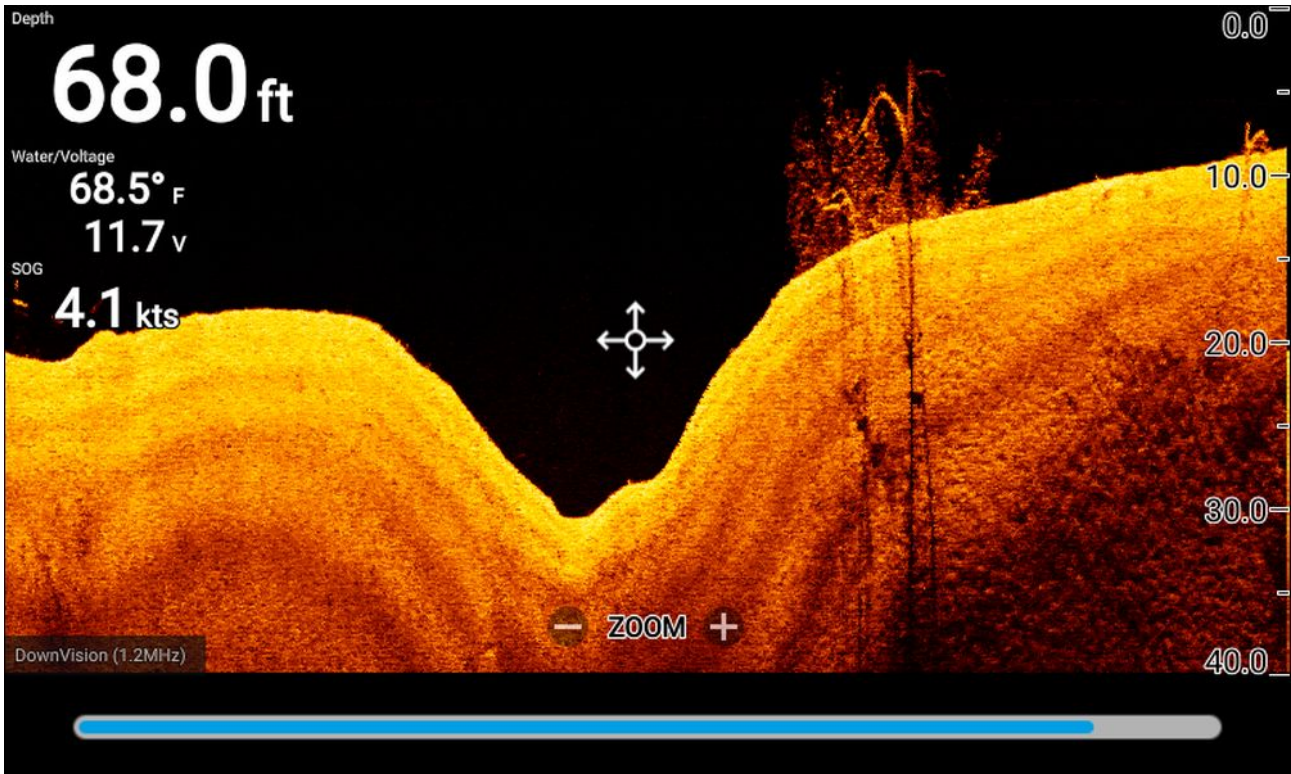 Depth
68.0 ft
Water/Voltage
68.5° F
11.7 V
SOG
4.1 kts
0.0
10.0
20.0
30.0
40.0
− ZOOM +
DownVision (1.2MHz)